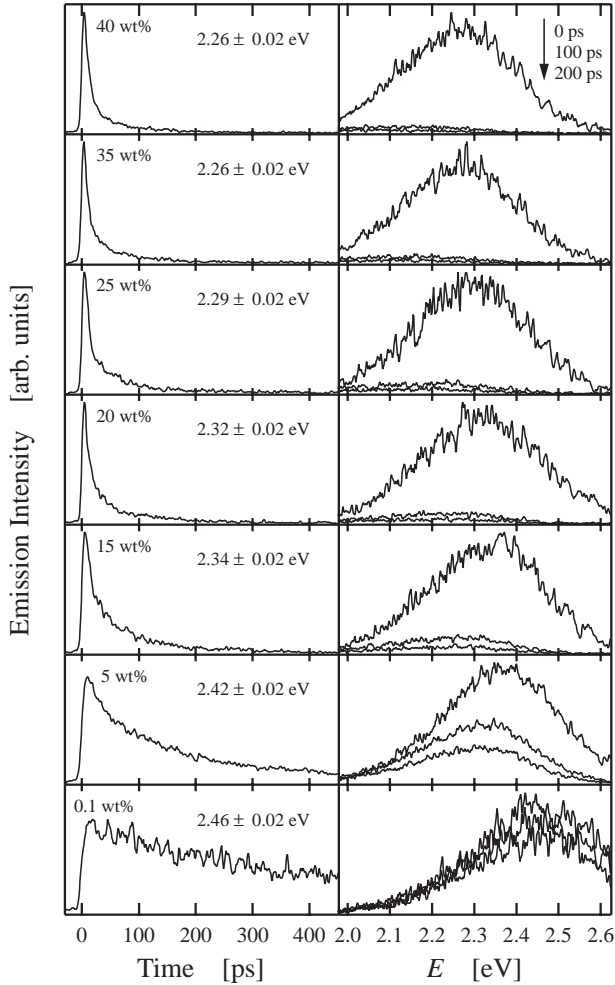 40 wt%
2.26 ± 0.02 eV
0 ps
100 ps
200 ps
35 wt%
2.26 ± 0.02 eV
25 wt%
2.29 ± 0.02 eV
20 wt%
2.32 ± 0.02 eV
15 wt%
2.34 ± 0.02 eV
5 wt%
2.42 ± 0.02 eV
0.1 wt%
2.46 ± 0.02 eV
Emission Intensity [arb. units]
0 100 200 300 400
2.0 2.1 2.2 2.3 2.4 2.5 2.6
Time [ps]
E [eV]